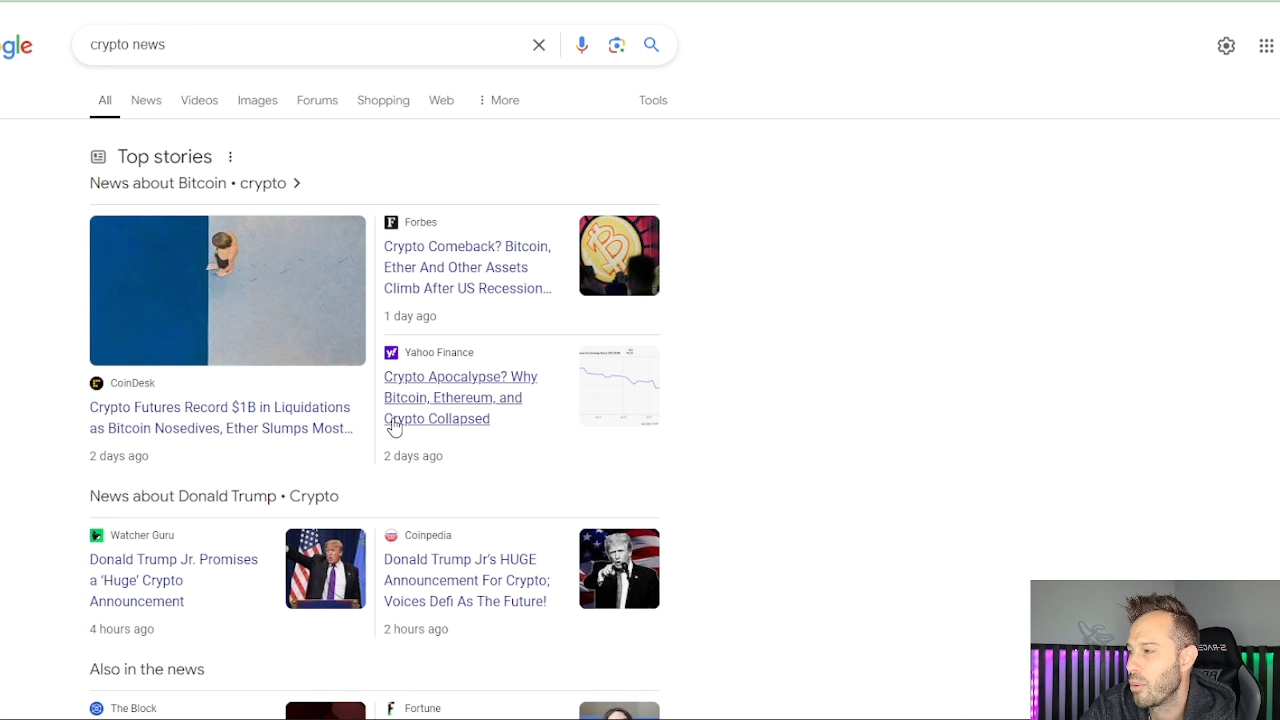 gle
crypto news
All News Videos Images Forums Shopping Web More Tools
Top stories
News about Bitcoin • crypto
CoinDesk
Crypto Futures Record $1B in Liquidations
as Bitcoin Nosedives, Ether Slumps Most...
2 days ago
Forbes
Crypto Comeback? Bitcoin,
Ether And Other Assets
Climb After US Recession...
1 day ago
Yahoo Finance
Crypto Apocalypse? Why
Bitcoin, Ethereum, and
Crypto Collapsed
2 days ago
News about Donald Trump • Crypto
Watcher Guru
Donald Trump Jr. Promises
a ‘Huge’ Crypto
Announcement
4 hours ago
Coinpedia
Donald Trump Jr’s HUGE
Announcement For Crypto;
Voices Defi As The Future!
2 hours ago
Also in the news
The Block
Fortune